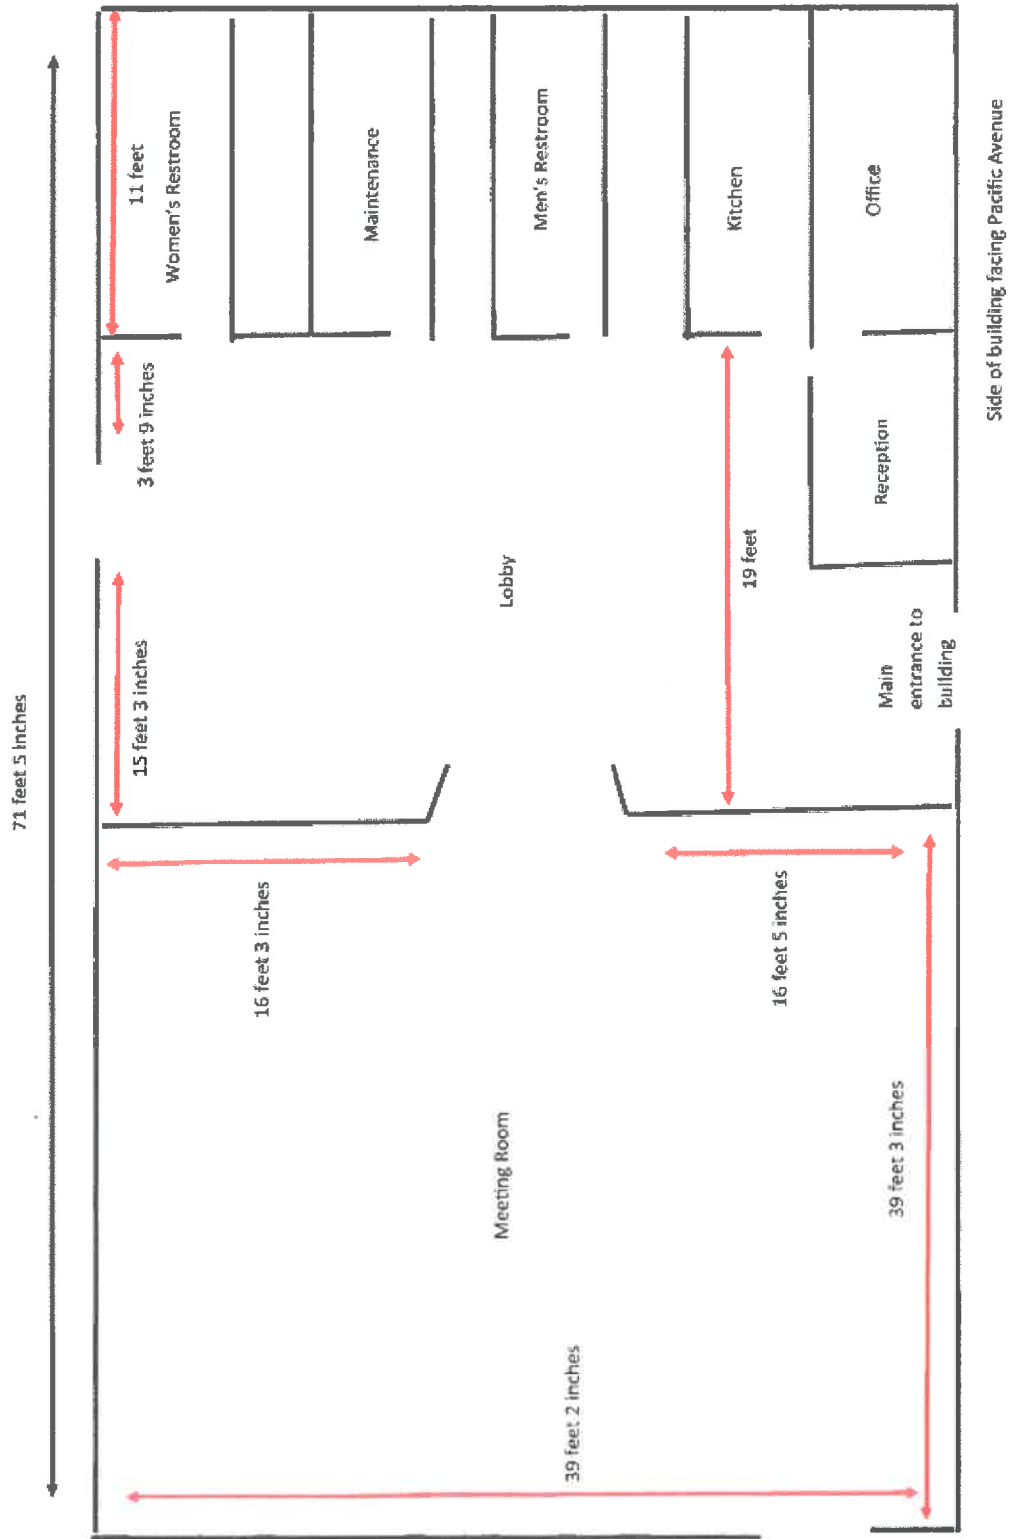 71 feet 5 inches
11 feet
Women's Restroom
Maintenance
Men's Restroom
Kitchen
Office
3 feet 9 inches
15 feet 3 inches
Lobby
19 feet
Reception
Main
entrance to
building
Side of building facing Pacific Avenue
16 feet 3 inches
16 feet 5 inches
Meeting Room
39 feet 3 inches
39 feet 2 inches